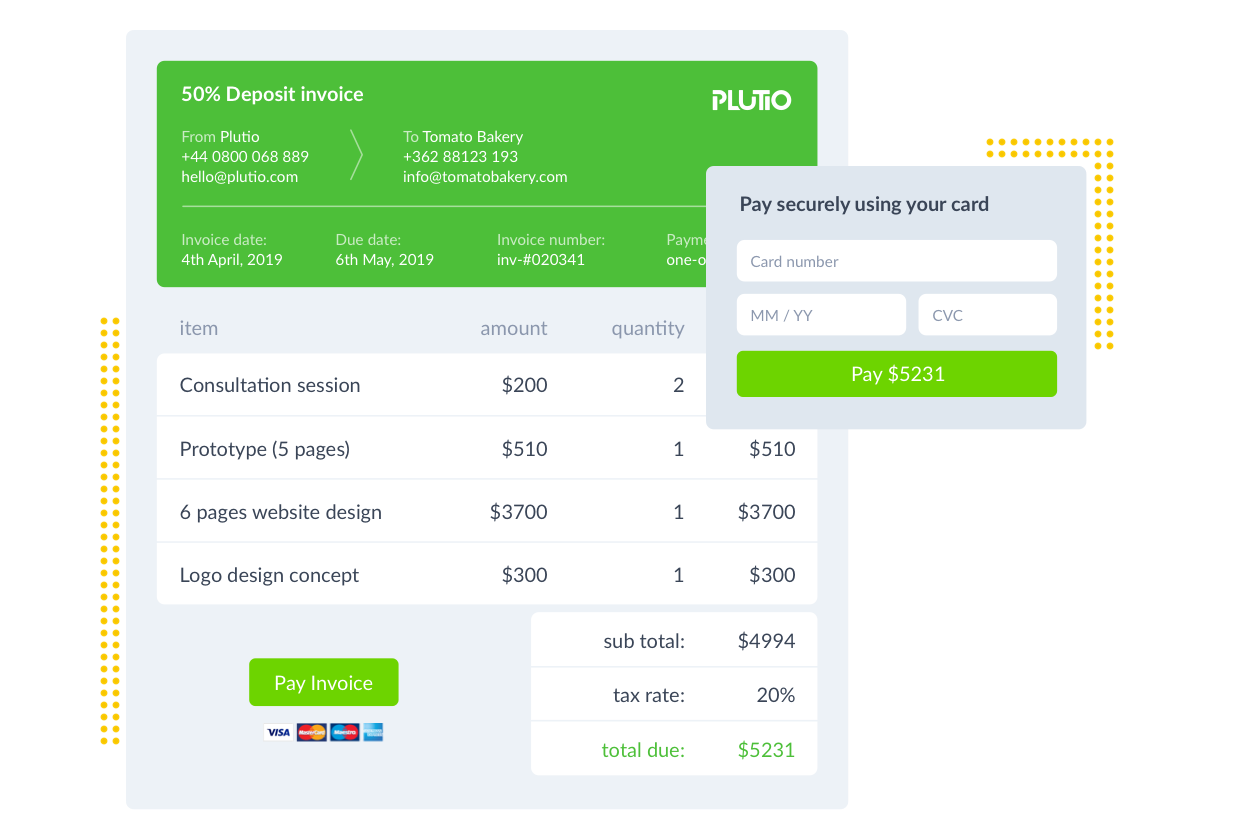 50% Deposit invoice
PLUTIO
From Plutio
+44 0800 068 889
hello@plutio.com
To Tomato Bakery
+362 88123 193
info@tomatobakery.com
Invoice date:
4th April, 2019
Due date:
6th May, 2019
Invoice number:
inv-#020341
Pay securely using your card
Card number
MM / YY
CVC
Pay $5231
item amount quantity
Consultation session $200 2
Prototype (5 pages) $510 1 $510
6 pages website design $3700 1 $3700
Logo design concept $300 1 $300
sub total: $4994
tax rate: 20%
total due: $5231
Pay Invoice
VISA MasterCard Maestro